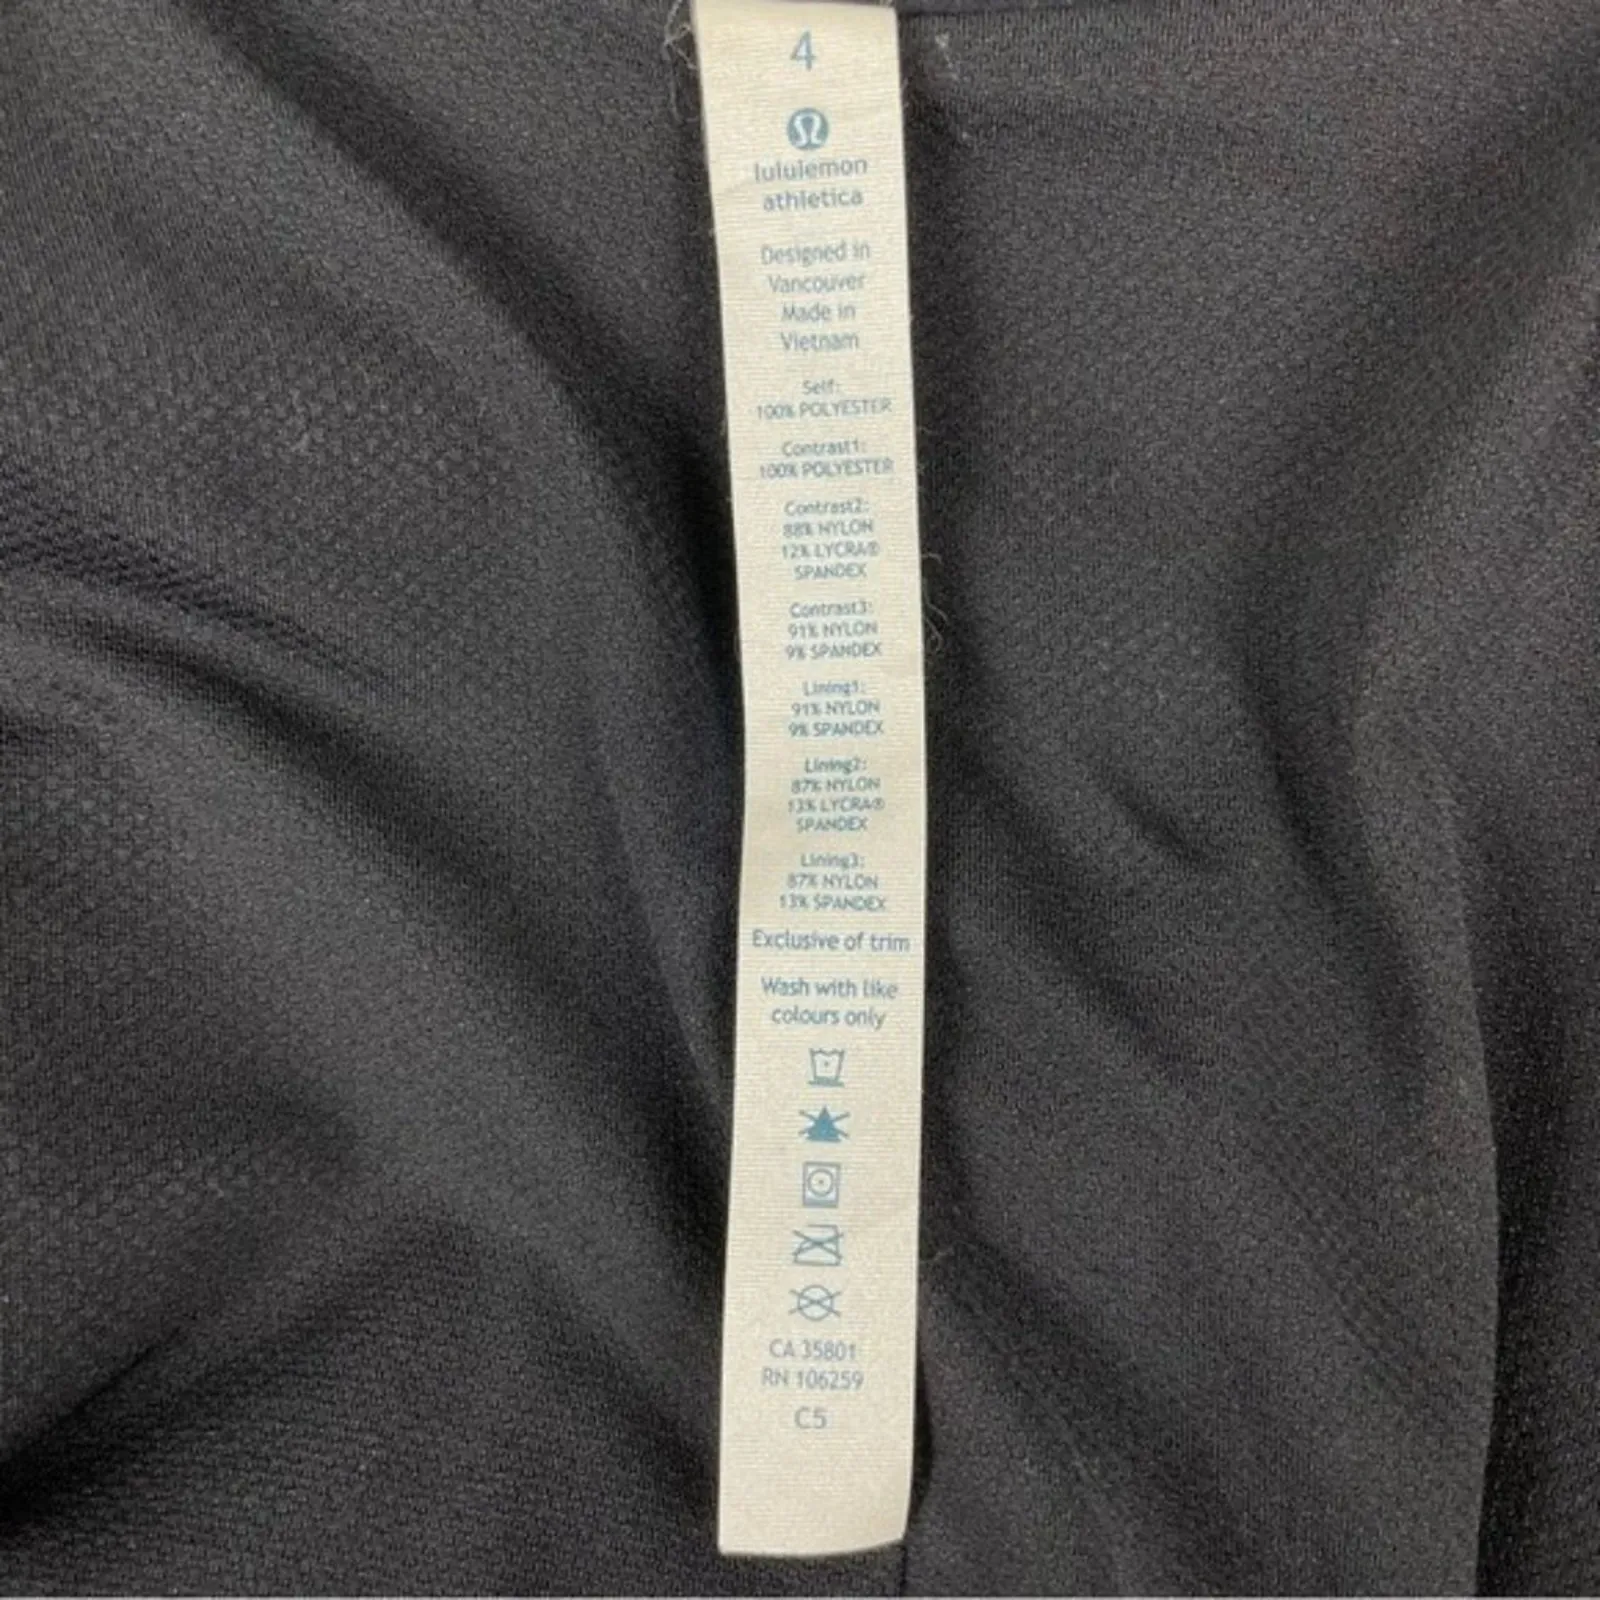 4
lululemon
athletica
Designed in
Vancouver
Made in
Vietnam
Self:
100% POLYESTER
Contrast1:
100% POLYESTER
Contrast2:
88% NYLON
12% LYCRA®
SPANDEX
Contrast3:
91% NYLON
9% SPANDEX
Lining1:
91% NYLON
9% SPANDEX
Lining2:
87% NYLON
13% LYCRA®
SPANDEX
Lining3:
87% NYLON
13% SPANDEX
Exclusive of trim
Wash with like
colours only
CA 35801
RN 106259
C5